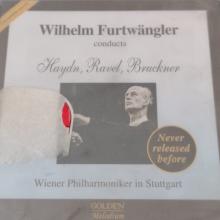 Wilhelm Furtwängler
conducts
Haydn, Ravel, Bruckner
Never
released
before
Wiener Philharmoniker in Stuttgart
GOLDEN
Melodram